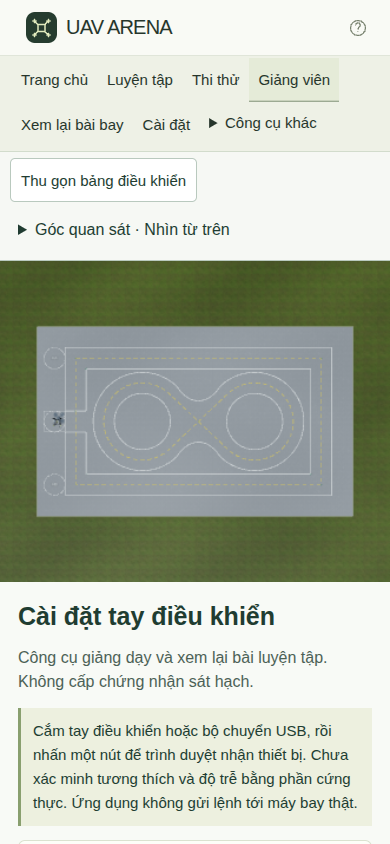 UAV ARENA
Trang chủ Luyện tập Thi thử Giảng viên
Xem lại bài bay Cài đặt Công cụ khác
Thu gọn bảng điều khiển
Góc quan sát · Nhìn từ trên
Cài đặt tay điều khiển
Công cụ giảng dạy và xem lại bài luyện tập.
Không cấp chứng nhận sát hạch.
Cắm tay điều khiển hoặc bộ chuyển USB, rồi
nhấn một nút để trình duyệt nhận thiết bị. Chưa
xác minh tương thích và độ trễ bằng phần cứng
thực. Ứng dụng không gửi lệnh tới máy bay thật.